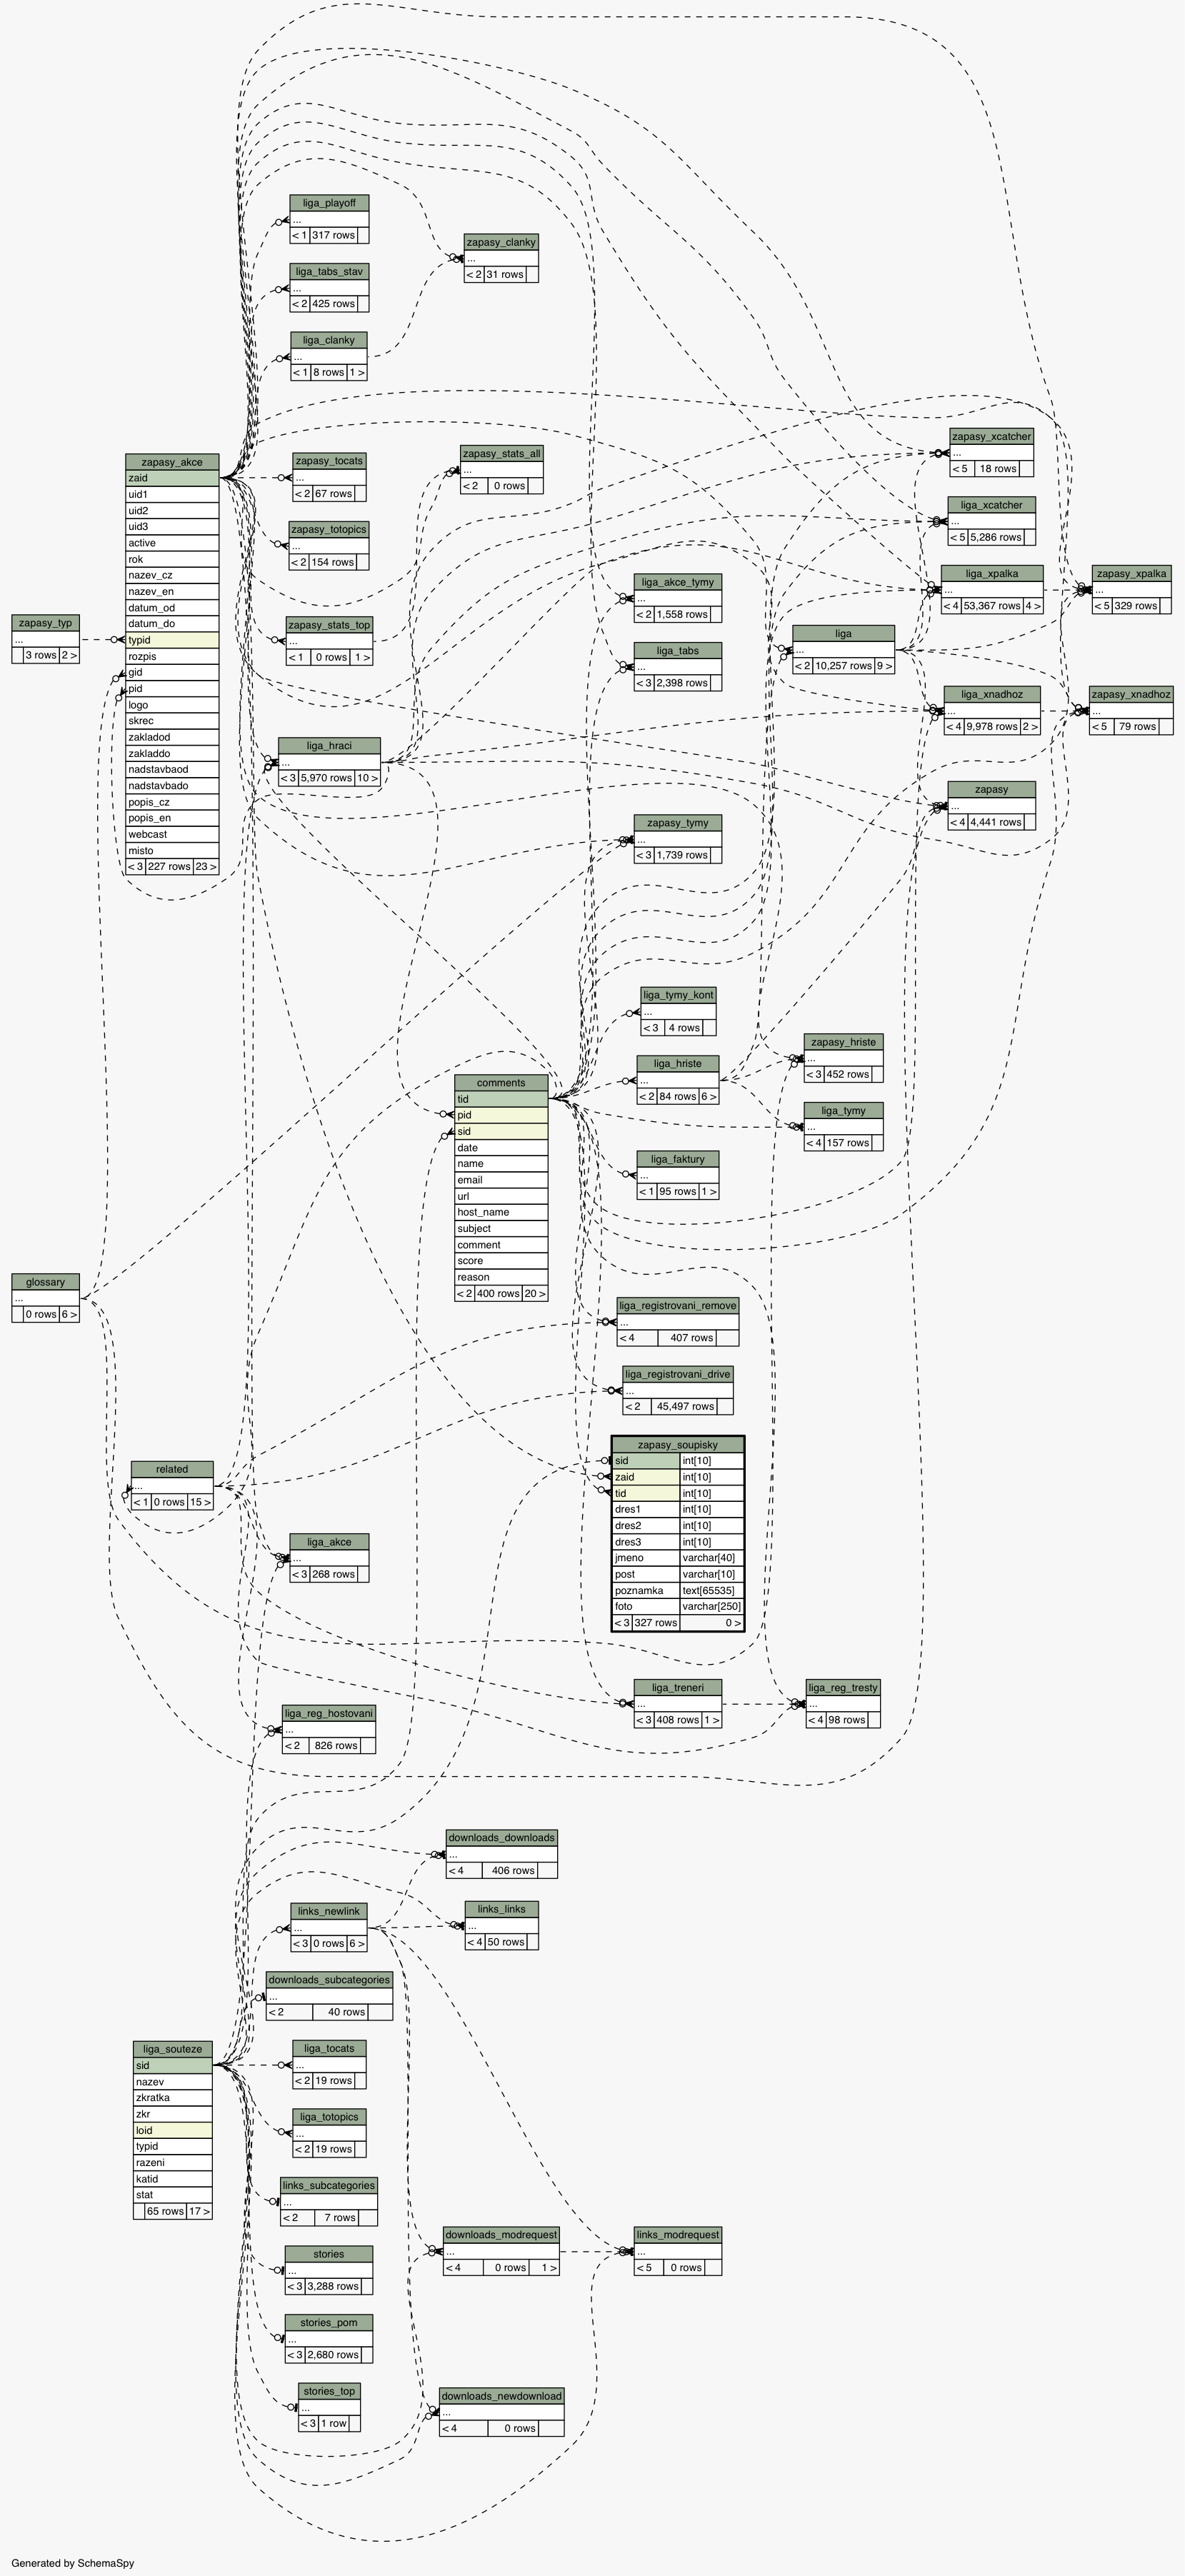 liga_playoff
...
< 1 317 rows
zapasy_clanky
...
< 2 31 rows
liga_tabs_stav
...
< 2 425 rows
liga_clanky
...
< 1 8 rows 1 >
zapasy_xcatcher
...
< 5 18 rows
zapasy_stats_all
...
< 2 0 rows
zapasy_tocats
...
< 2 67 rows
zapasy_akce
zaid
uid1
uid2
uid3
active
rok
nazev_cz
nazev_en
datum_od
datum_do
typid
rozpis
gid
pid
logo
skrec
zakladod
zakladdo
nadstavbaod
nadstavbado
popis_cz
popis_en
webcast
misto
< 3 227 rows 23 >
liga_xcatcher
...
< 5 5,286 rows
zapasy_totopics
...
< 2 154 rows
liga_xpalka
...
< 4 53,367 rows 4 >
zapasy_xpalka
...
< 5 329 rows
liga_akce_tymy
...
< 2 1,558 rows
zapasy_typ
...
3 rows 2 >
zapasy_stats_top
...
< 1 0 rows 1 >
liga
...
< 2 10,257 rows 9 >
liga_tabs
...
< 3 2,398 rows
liga_xnadhoz
...
< 4 9,978 rows 2 >
zapasy_xnadhoz
...
< 5 79 rows
liga_hraci
...
< 3 5,970 rows 10 >
zapasy
...
< 4 4,441 rows
zapasy_tymy
...
< 3 1,739 rows
liga_tymy_kont
...
< 3 4 rows
zapasy_hriste
...
< 3 452 rows
liga_hriste
...
< 2 84 rows 6 >
comments
tid
pid
sid
date
name
email
url
host_name
subject
comment
score
reason
< 2 400 rows 20 >
liga_tymy
...
< 4 157 rows
liga_faktury
...
< 1 95 rows 1 >
glossary
...
0 rows 6 >
liga_registrovani_remove
...
< 4 407 rows
liga_registrovani_drive
...
< 2 45,497 rows
zapasy_soupisky
sid int[10]
zaid int[10]
tid int[10]
dres1 int[10]
dres2 int[10]
dres3 int[10]
jmeno varchar[40]
post varchar[10]
poznamka text[65535]
foto varchar[250]
< 3 327 rows 0 >
related
...
< 1 0 rows 15 >
liga_akce
...
< 3 268 rows
liga_treneri
...
< 3 408 rows 1 >
liga_reg_tresty
...
< 4 98 rows
liga_reg_hostovani
...
< 2 826 rows
downloads_downloads
...
< 4 406 rows
links_newlink
...
< 3 0 rows 6 >
links_links
...
< 4 50 rows
downloads_subcategories
...
< 2 40 rows
liga_souteze
sid
nazev
zkratka
zkr
loid
typid
razeni
katid
stat
65 rows 17 >
liga_tocats
...
< 2 19 rows
liga_totopics
...
< 2 19 rows
links_subcategories
...
< 2 7 rows
downloads_modrequest
...
< 4 0 rows 1 >
links_modrequest
...
< 5 0 rows
stories
...
< 3 3,288 rows
stories_pom
...
< 3 2,680 rows
stories_top
...
< 3 1 row
downloads_newdownload
...
< 4 0 rows
Generated by SchemaSpy